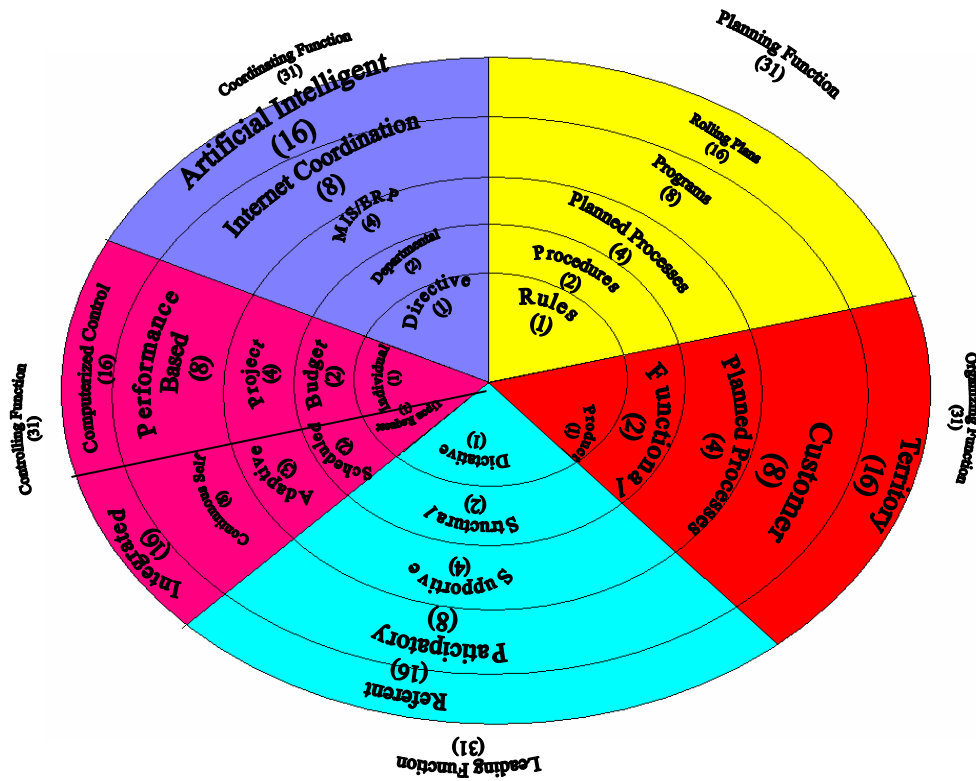 Coordinating Function
(31)
Artificial Intelligent
(16)
Internet Coordination
(8)
MIS/ERP
(4)
Deparmental
(2)
Directive
(1)
Planning Function
(31)
Rolling Plans
(16)
Programs
(8)
Planned Processes
(4)
Procedures
(2)
Rules
(1)
Organizing Function
(31)
Territory
(16)
Customer
(8)
Planned Processes
(4)
Functional
(2)
Product
(1)
Leading Function
(31)
Referent
(16)
Paticipatory
(8)
Supportive
(4)
Structural
(2)
Dictative
(1)
Controlling Function
(31)
Computerized Control
(16)
Performance
Based
(8)
Project
(4)
Budget
(2)
Individual
(1)
Upon Reqest
(1)
Scheduled
(2)
Adaptive
(3)
Continuous Self
(8)
Integrated
(16)